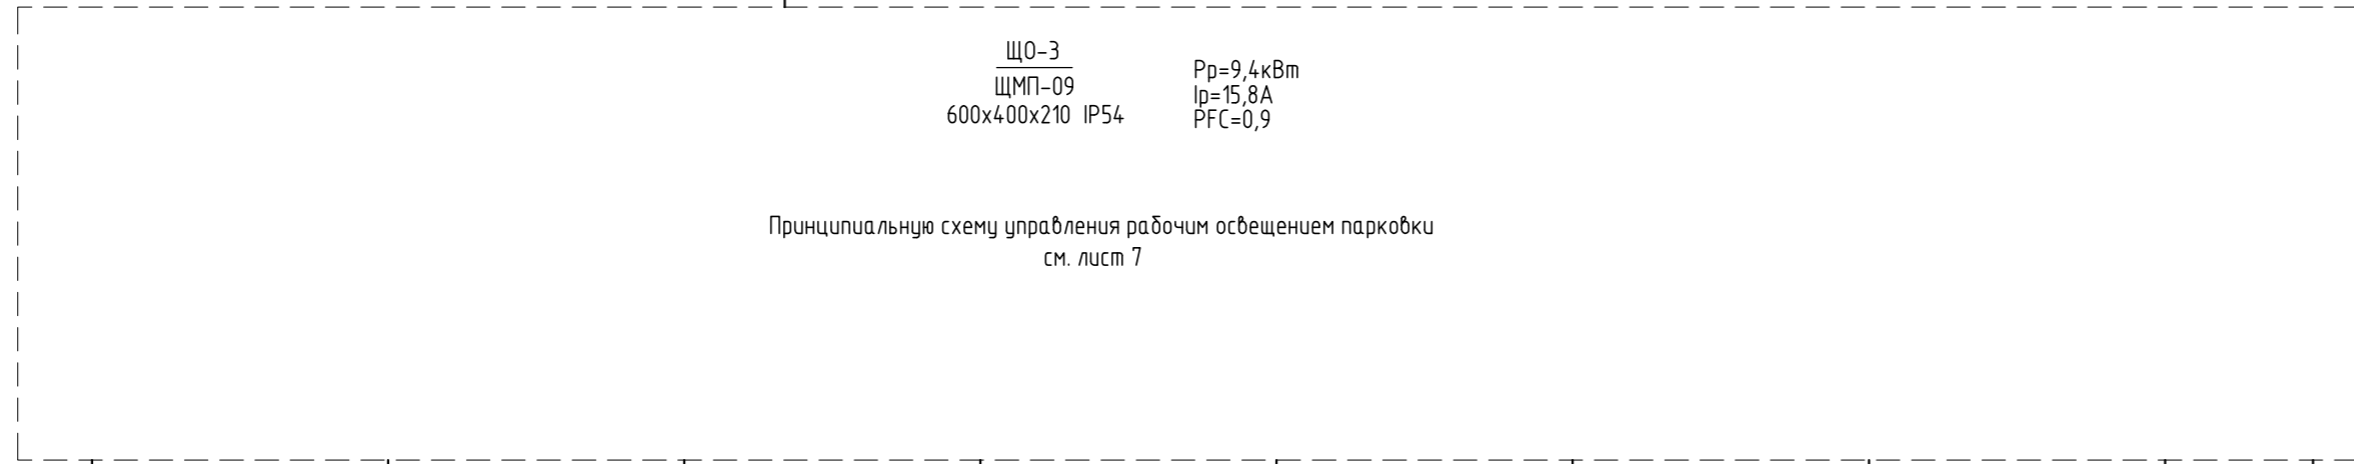 ЩО-3
ЩМП-09
600х400х210 IP54
Рр=9,4кВт
Iр=15,8А
PFC=0,9
Принципиальную схему управления рабочим освещением парковки
см. лист 7